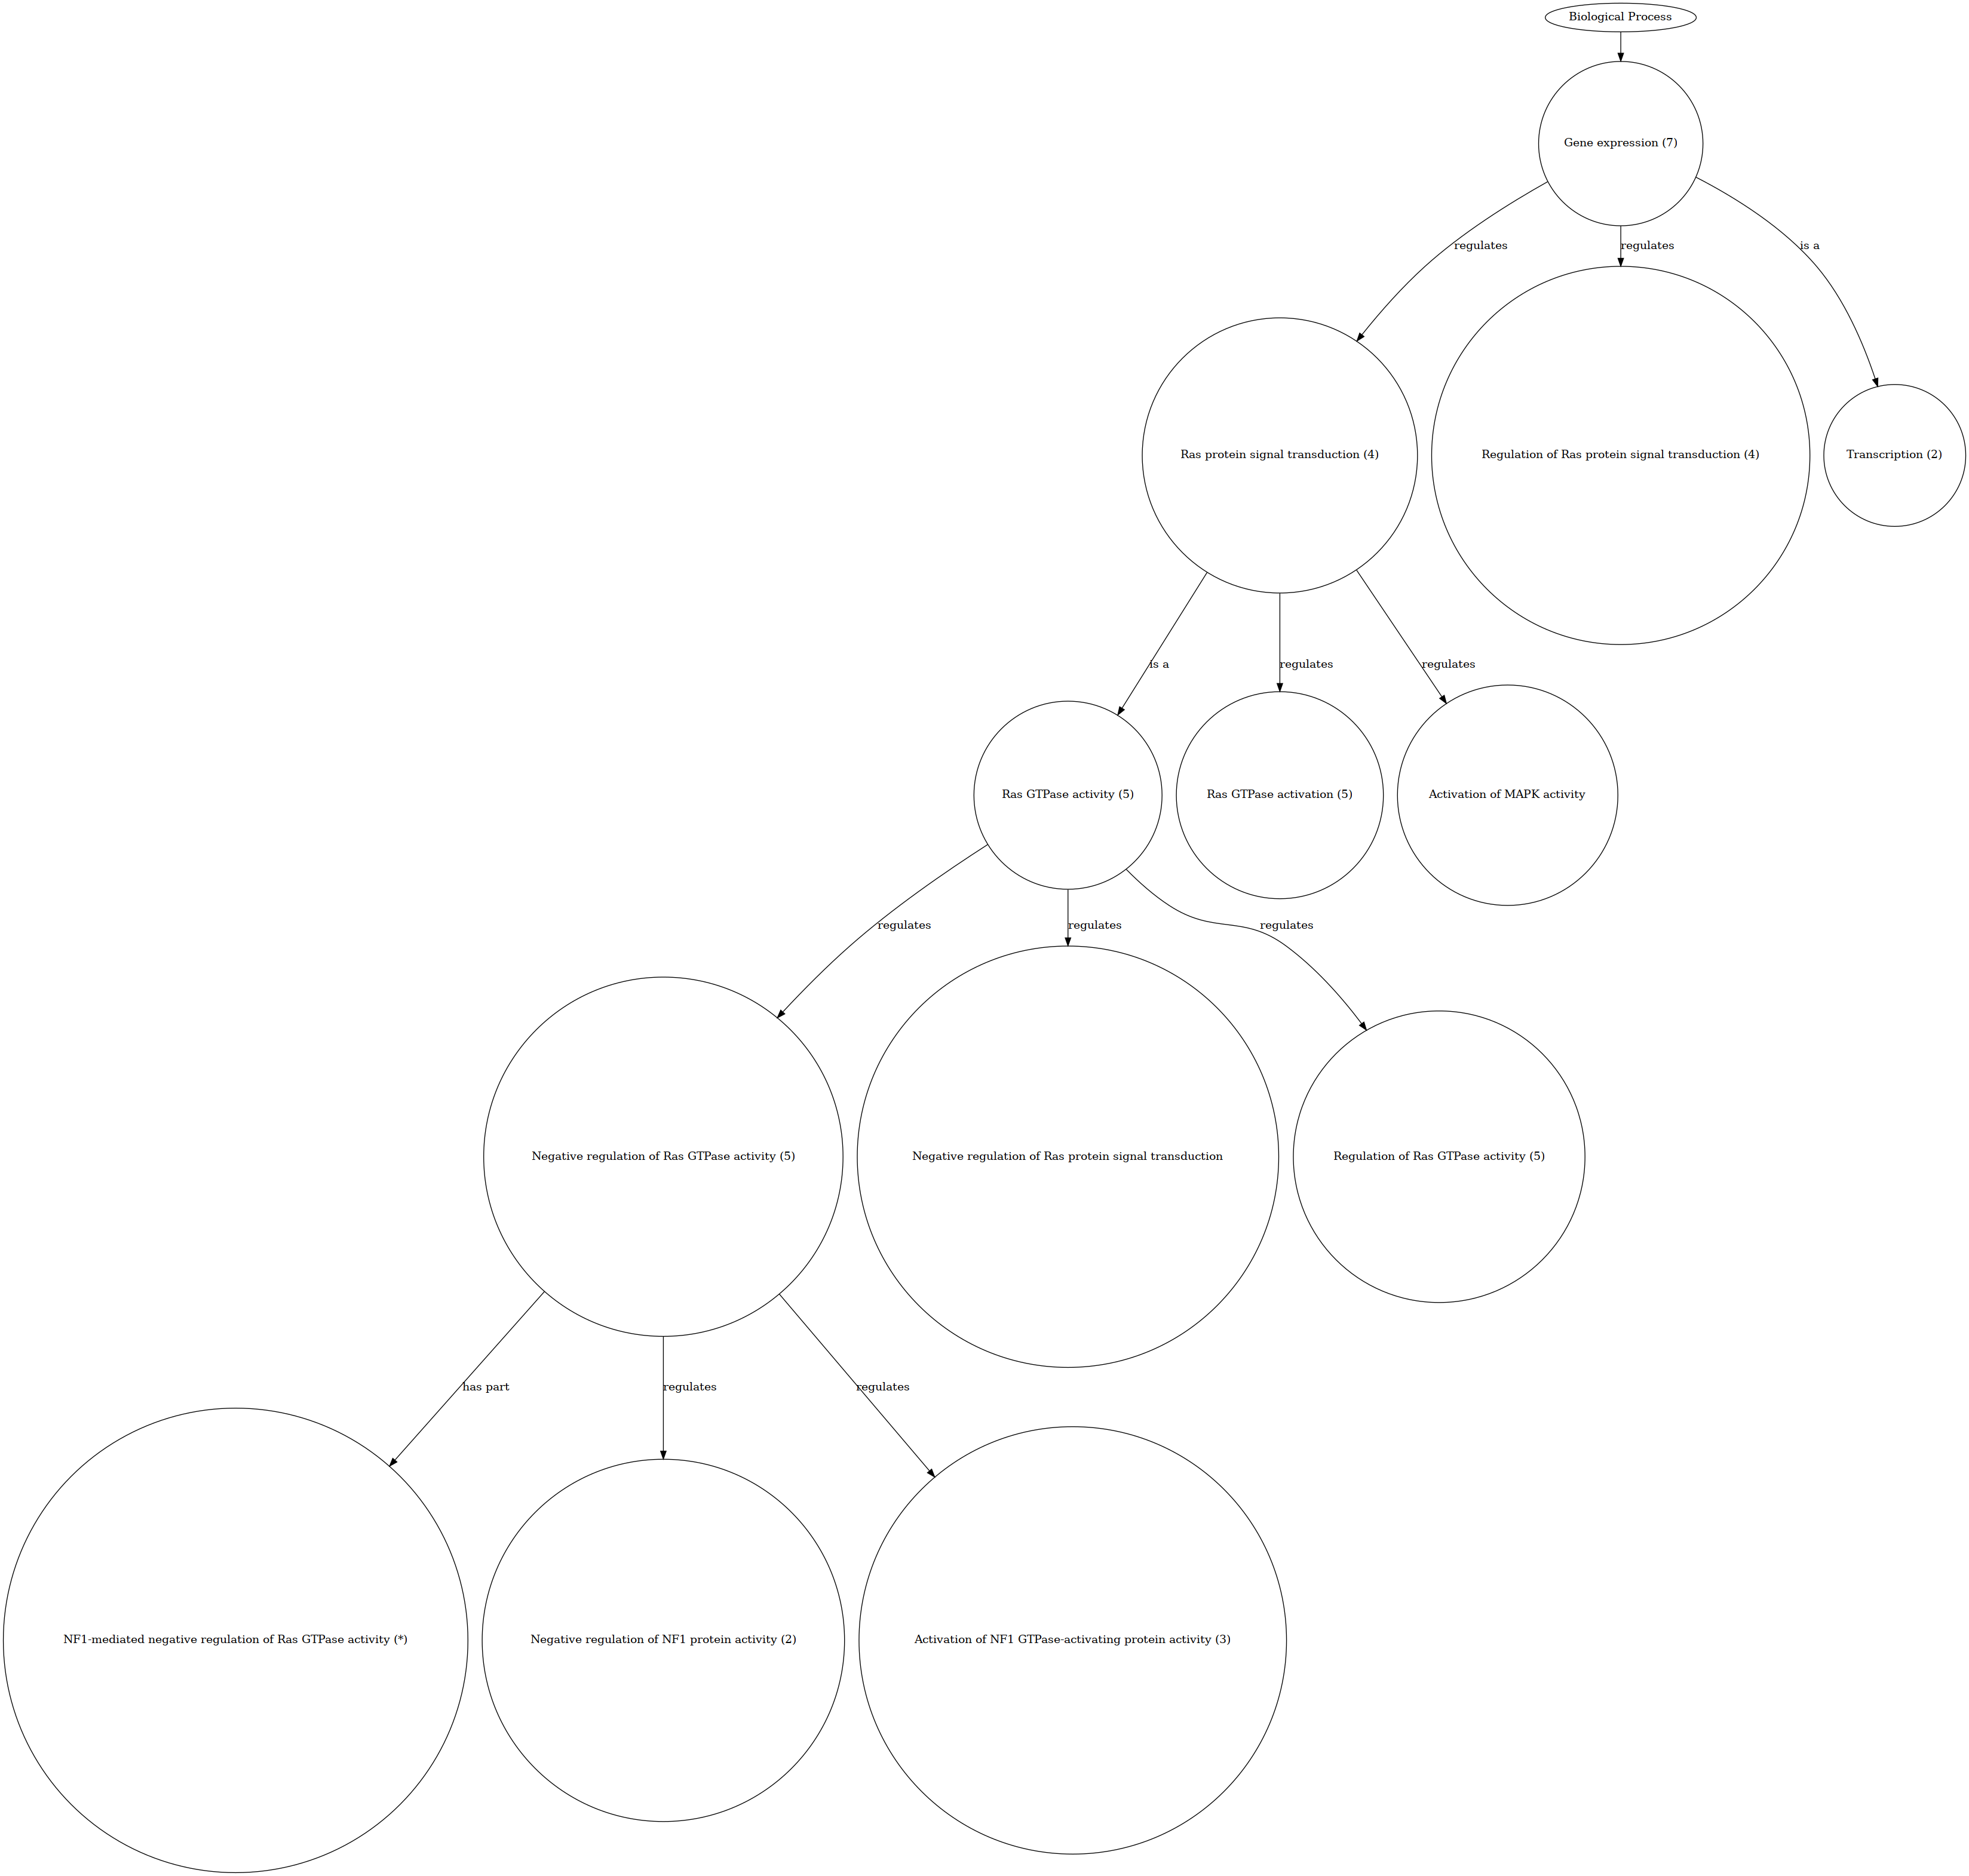 Biological Process
Gene expression (7)
regulates
regulates
is a
Ras protein signal transduction (4)
Regulation of Ras protein signal transduction (4)
Transcription (2)
is a
regulates
regulates
Ras GTPase activity (5)
Ras GTPase activation (5)
Activation of MAPK activity
regulates
regulates
regulates
Negative regulation of Ras GTPase activity (5)
Negative regulation of Ras protein signal transduction
Regulation of Ras GTPase activity (5)
has part
regulates
regulates
NF1-mediated negative regulation of Ras GTPase activity (*)
Negative regulation of NF1 protein activity (2)
Activation of NF1 GTPase-activating protein activity (3)